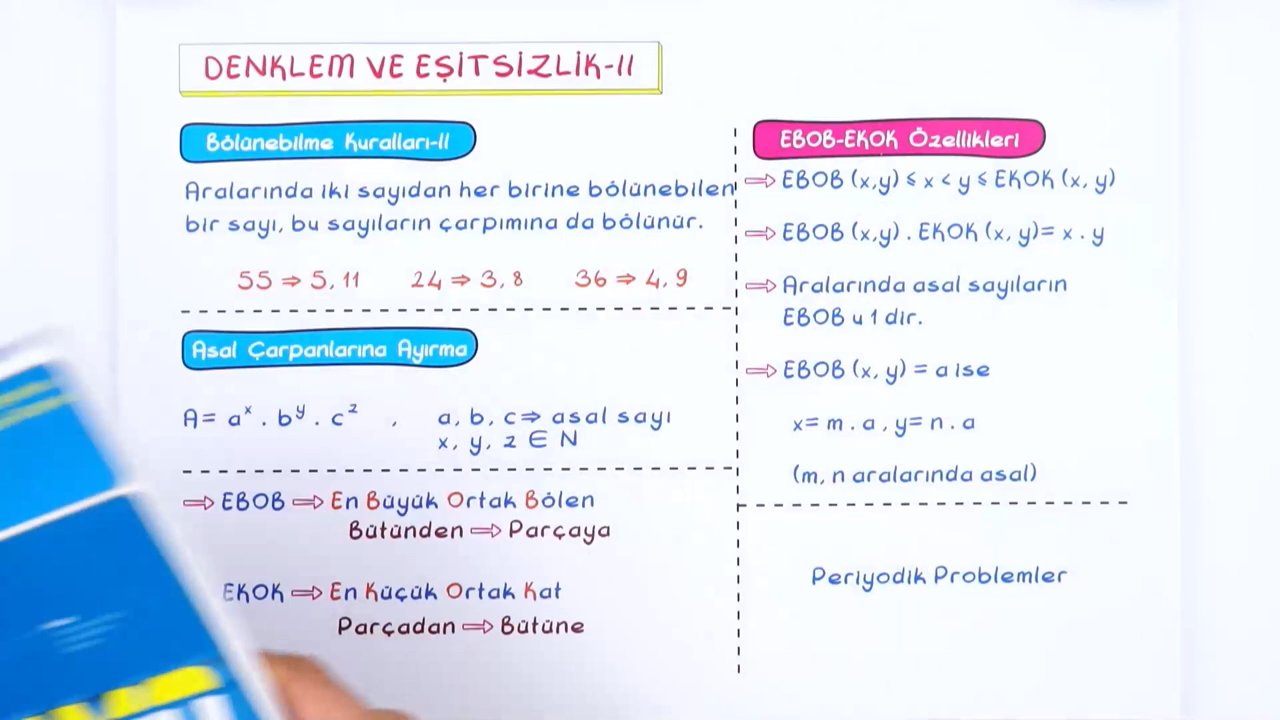 DENKLEM VE EŞİTSİZLİK-II
Bölünebilme Kuralları-II
Aralarında iki sayıdan her birine bölünebilen
bir sayı, bu sayıların çarpımına da bölünür.
55 ⇒ 5, 11 24 ⇒ 3, 8 36 ⇒ 4, 9
Asal Çarpanlarına Ayırma
A= aˣ . bʸ . cᶻ , a, b, c⇒ asal sayı
x, y, z ∈ N
⇒ EBOB ⇒ En Büyük Ortak Bölen
Bütünden ⇒ Parçaya
EKOK ⇒ En Küçük Ortak Kat
Parçadan ⇒ Bütüne
EBOB-EKOK Özellikleri
⇒ EBOB (x,y) ≤ x < y ≤ EKOK (x, y)
⇒ EBOB (x,y) . EKOK (x, y)= x . y
⇒ Aralarında asal sayıların
EBOB u 1 dir.
⇒ EBOB (x, y) = a ise
x= m . a , y= n . a
(m, n aralarında asal)
Periyodik Problemler